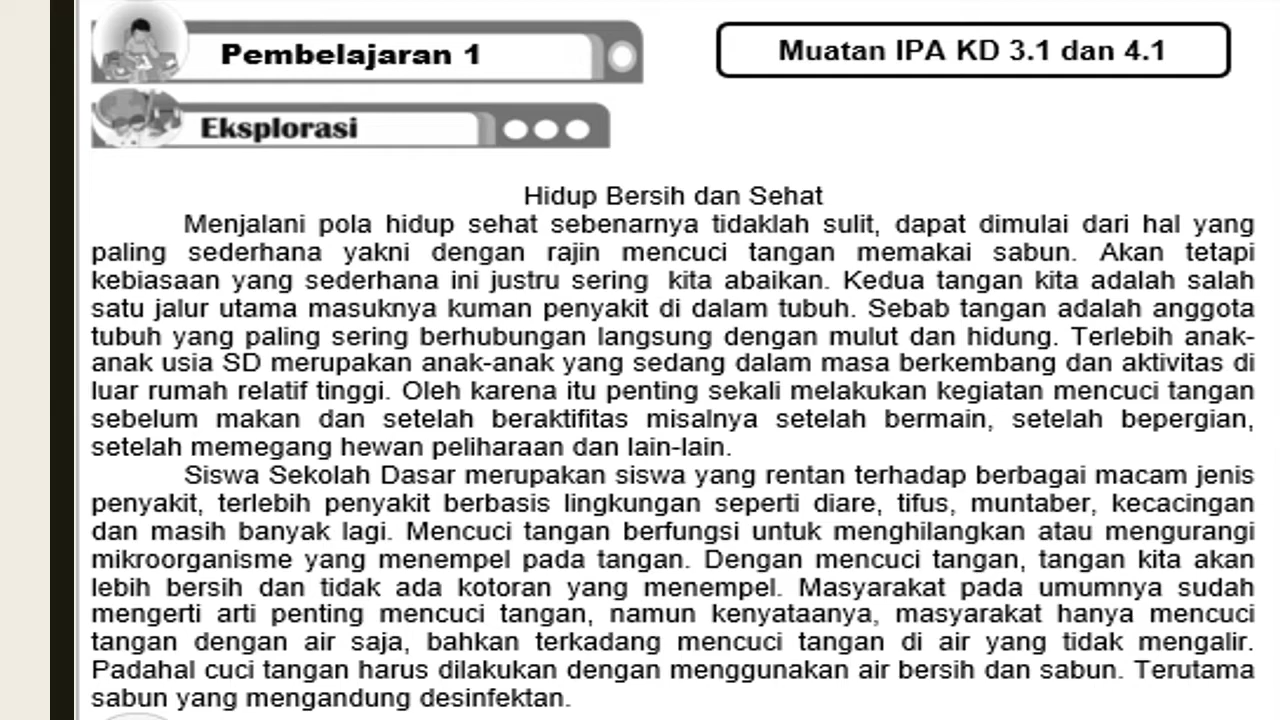 Pembelajaran 1
Muatan IPA KD 3.1 dan 4.1
Eksplorasi
Hidup Bersih dan Sehat
Menjalani pola hidup sehat sebenarnya tidaklah sulit, dapat dimulai dari hal yang
paling sederhana yakni dengan rajin mencuci tangan memakai sabun. Akan tetapi
kebiasaan yang sederhana ini justru sering kita abaikan. Kedua tangan kita adalah salah
satu jalur utama masuknya kuman penyakit di dalam tubuh. Sebab tangan adalah anggota
tubuh yang paling sering berhubungan langsung dengan mulut dan hidung. Terlebih anak-
anak usia SD merupakan anak-anak yang sedang dalam masa berkembang dan aktivitas di
luar rumah relatif tinggi. Oleh karena itu penting sekali melakukan kegiatan mencuci tangan
sebelum makan dan setelah beraktifitas misalnya setelah bermain, setelah bepergian,
setelah memegang hewan peliharaan dan lain-lain.
Siswa Sekolah Dasar merupakan siswa yang rentan terhadap berbagai macam jenis
penyakit, terlebih penyakit berbasis lingkungan seperti diare, tifus, muntaber, kecacingan
dan masih banyak lagi. Mencuci tangan berfungsi untuk menghilangkan atau mengurangi
mikroorganisme yang menempel pada tangan. Dengan mencuci tangan, tangan kita akan
lebih bersih dan tidak ada kotoran yang menempel. Masyarakat pada umumnya sudah
mengerti arti penting mencuci tangan, namun kenyataanya, masyarakat hanya mencuci
tangan dengan air saja, bahkan terkadang mencuci tangan di air yang tidak mengalir.
Padahal cuci tangan harus dilakukan dengan menggunakan air bersih dan sabun. Terutama
sabun yang mengandung desinfektan.